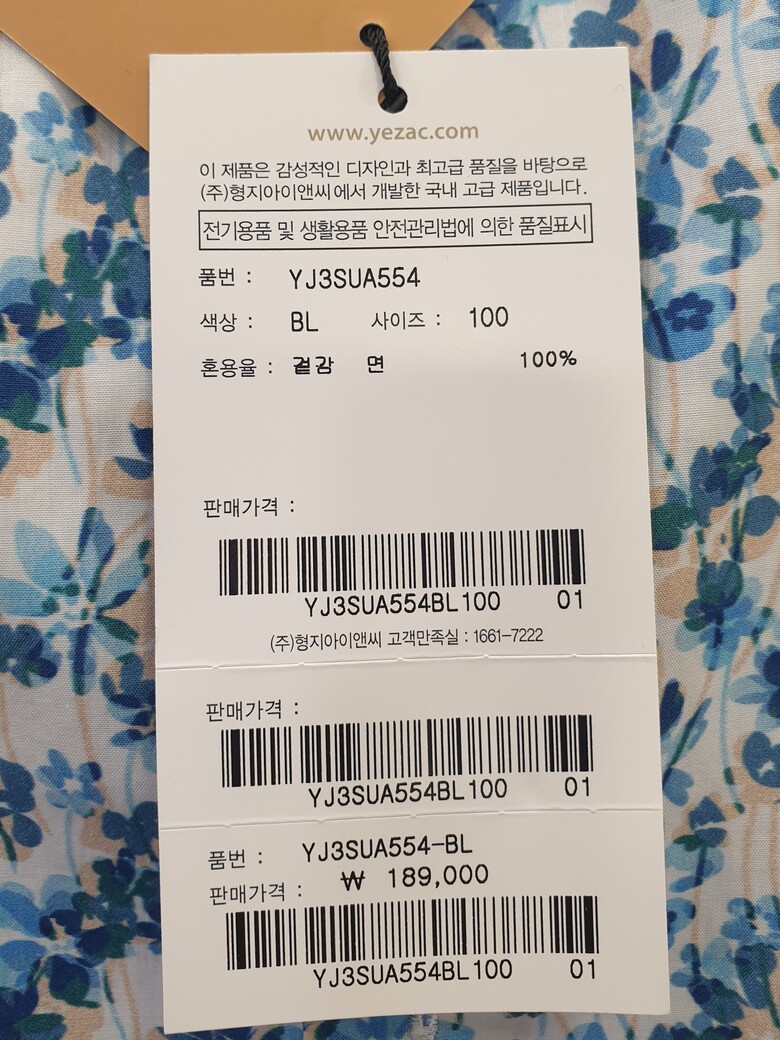 www.yezac.com
이 제품은 감성적인 디자인과 최고급 품질을 바탕으로
(주)형지아이앤씨에서 개발한 국내 고급 제품입니다.
전기용품 및 생활용품 안전관리법에 의한 품질표시
품번 : YJ3SUA554
색상 : BL 사이즈 : 100
혼용율 : 겉감 면 100%
판매가격 :
YJ3SUA554BL100 01
(주)형지아이앤씨 고객만족실 : 1661-7222
판매가격 :
YJ3SUA554BL100 01
품번 : YJ3SUA554-BL
판매가격 : ₩ 189,000
YJ3SUA554BL100 01